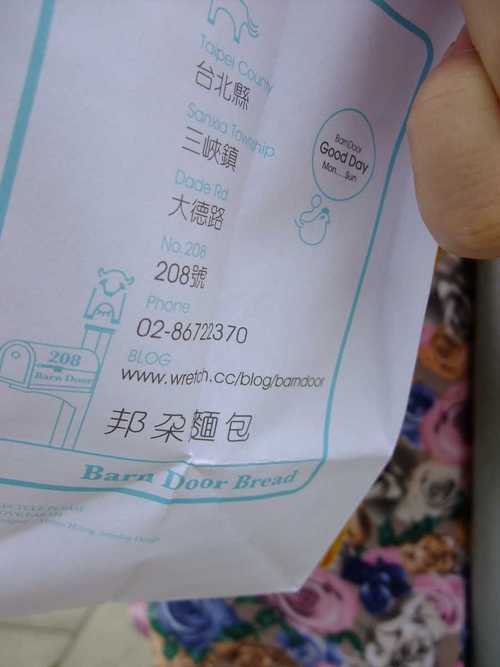 Taipei County
台北縣
Sanxia Township
三峽鎮
Dade Rd
大德路
No.208
208號
Phone
02-86722370
BLOG
www.wretch.cc/blog/barndoor
邦朵麵包
Barn Door Bread
BarnDoor
Good Day
Mon....Sun
208
Barn Door